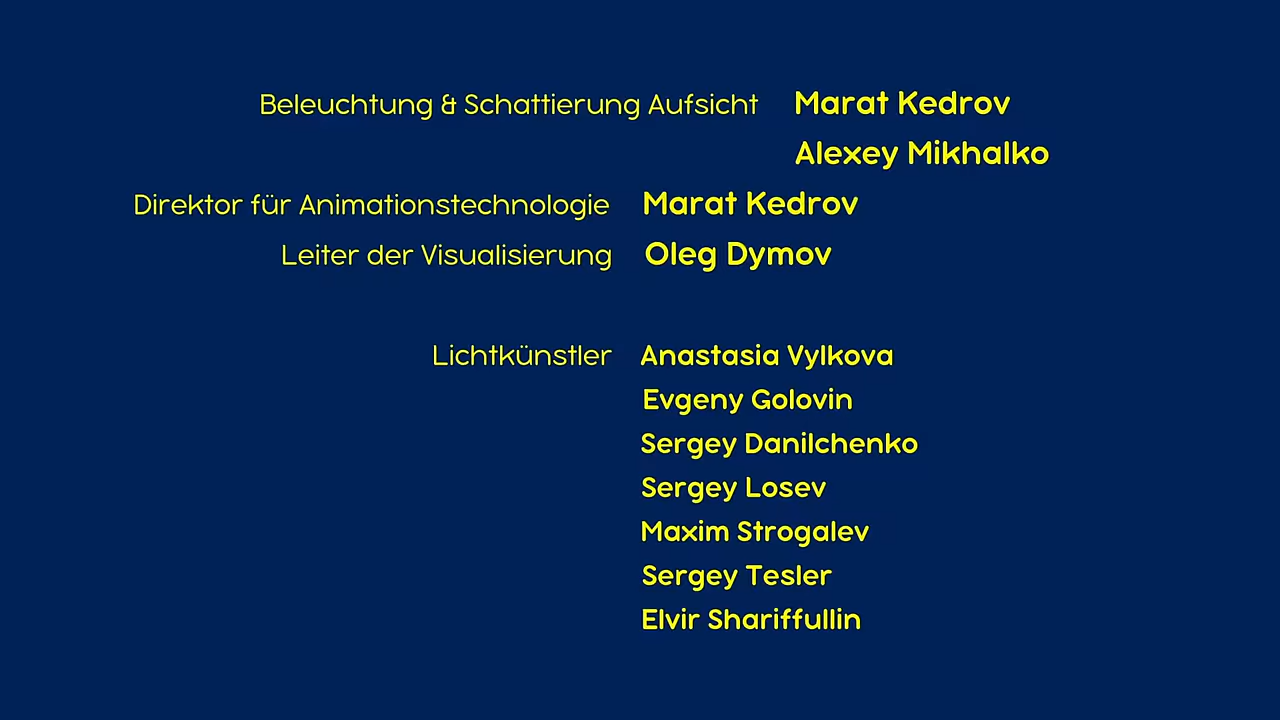 Beleuchtung & Schattierung Aufsicht Marat Kedrov
Alexey Mikhalko
Direktor für Animationstechnologie Marat Kedrov
Leiter der Visualisierung Oleg Dymov
Lichtkünstler Anastasia Vylkova
Evgeny Golovin
Sergey Danilchenko
Sergey Losev
Maxim Strogalev
Sergey Tesler
Elvir Shariffullin